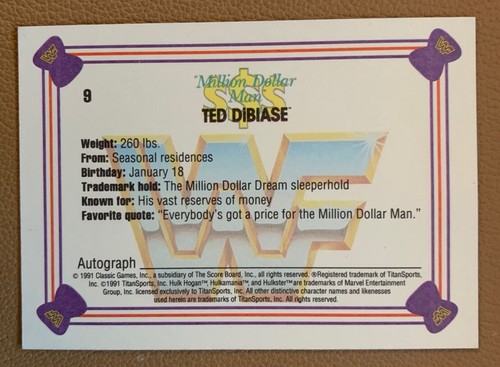 9
"Million Dollar
Man"
$$$
TED DiBIASE™
Weight: 260 lbs.
From: Seasonal residences
Birthday: January 18
Trademark hold: The Million Dollar Dream sleeperhold
Known for: His vast reserves of money
Favorite quote: “Everybody's got a price for the Million Dollar Man.”
Autograph
© 1991 Classic Games, Inc., a subsidiary of The Score Board, Inc., all rights reserved. ®Registered trademark of TitanSports,
Inc. ©1991 TitanSports, Inc. Hulk Hogan™, Hulkamania™, and Hulkster™ are trademarks of Marvel Entertainment
Group, Inc. licensed exclusively to TitanSports, Inc. All other distinctive character names and likenesses
used herein are trademarks of TitanSports, Inc. All rights reserved.